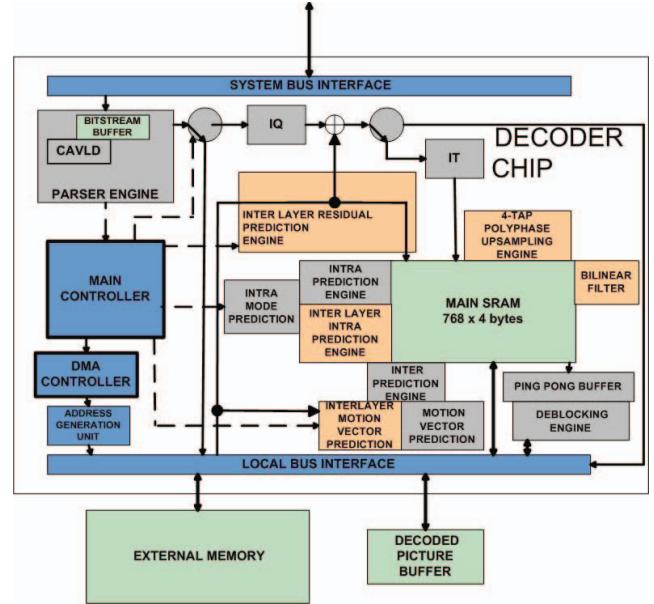 SYSTEM BUS INTERFACE
BITSTREAM
BUFFER
CAVLD
PARSER ENGINE
IQ
IT
DECODER
CHIP
INTER LAYER RESIDUAL
PREDICTION
ENGINE
4-TAP
POLYPHASE
UPSAMPLING
ENGINE
MAIN
CONTROLLER
INTRA
MODE
PREDICTION
INTRA
PREDICTION
ENGINE
INTER LAYER
INTRA
PREDICTION
ENGINE
MAIN SRAM
768 x 4 bytes
BILINEAR
FILTER
DMA
CONTROLLER
INTER
PREDICTION
ENGINE
PING PONG BUFFER
DEBLOCKING
ENGINE
ADDRESS
GENERATION
UNIT
INTERLAYER
MOTION
VECTOR
PREDICTION
MOTION
VECTOR
PREDICTION
LOCAL BUS INTERFACE
EXTERNAL MEMORY
DECODED
PICTURE
BUFFER